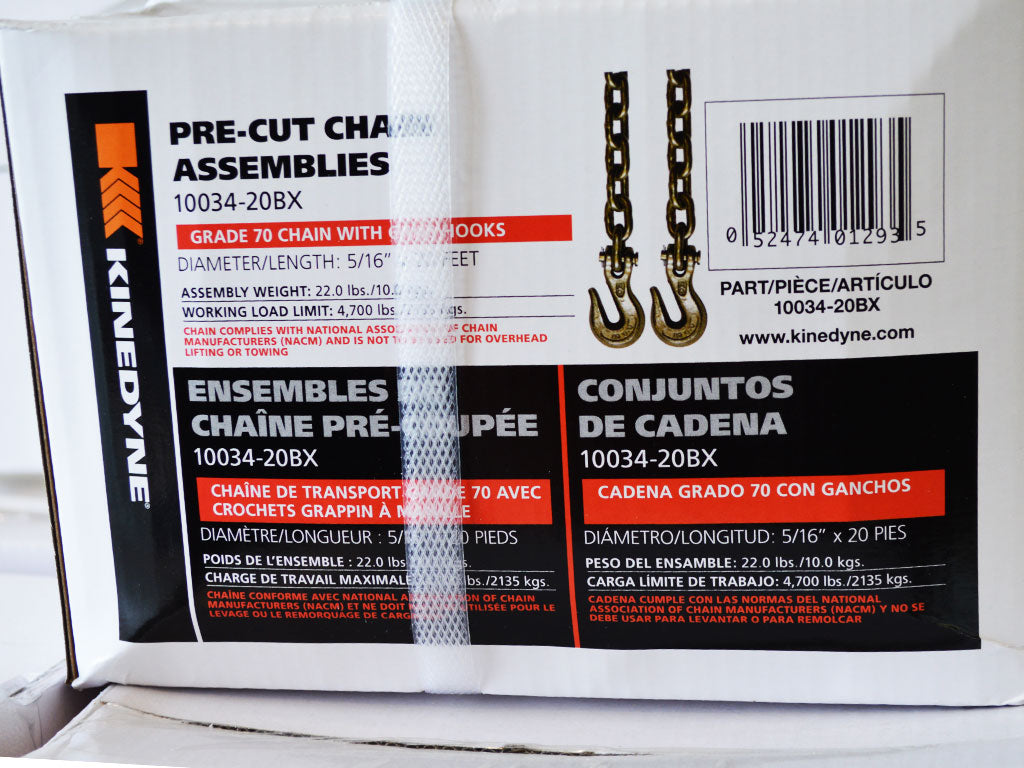 KINEDYNE
PRE-CUT CHA
ASSEMBLIES
10034-20BX
GRADE 70 CHAIN WITH HOOKS
DIAMETER/LENGTH: 5/16" FEET
ASSEMBLY WEIGHT: 22.0 lbs./10.0
WORKING LOAD LIMIT: 4,700 lbs kgs.
CHAIN COMPLIES WITH NATIONAL OF CHAIN
MANUFACTURERS (NACM) AND IS NOT FOR OVERHEAD
LIFTING OR TOWING
0 52474 01293 5
PART/PIÈCE/ARTÍCULO
10034-20BX
www.kinedyne.com
ENSEMBLES
CHAÎNE PRÉ-COUPÉE
10034-20BX
CHAÎNE DE TRANSPORT GRADE 70 AVEC
CROCHETS GRAPPIN À
DIAMÈTRE/LONGUEUR : 20 PIEDS
POIDS DE L'ENSEMBLE : 22.0 lbs kgs.
CHARGE DE TRAVAIL MAXIMALE lbs./2135 kgs.
CHAÎNE CONFORME AVEC NATIONAL OF CHAIN
MANUFACTURERS (NACM) ET NE DOIT UTILISÉE POUR LE
LEVAGE OU LE REMORQUAGE DE
CONJUNTOS
DE CADENA
10034-20BX
CADENA GRADO 70 CON GANCHOS
DIÁMETRO/LONGITUD: 5/16" x 20 PIES
PESO DEL ENSAMBLE: 22.0 lbs./10.0 kgs.
CARGA LÍMITE DE TRABAJO: 4,700 lbs./2135 kgs.
CADENA CUMPLE CON LAS NORMAS DEL NATIONAL
ASSOCIATION OF CHAIN MANUFACTURERS (NACM) Y NO SE
DEBE USAR PARA LEVANTAR O PARA REMOLCAR